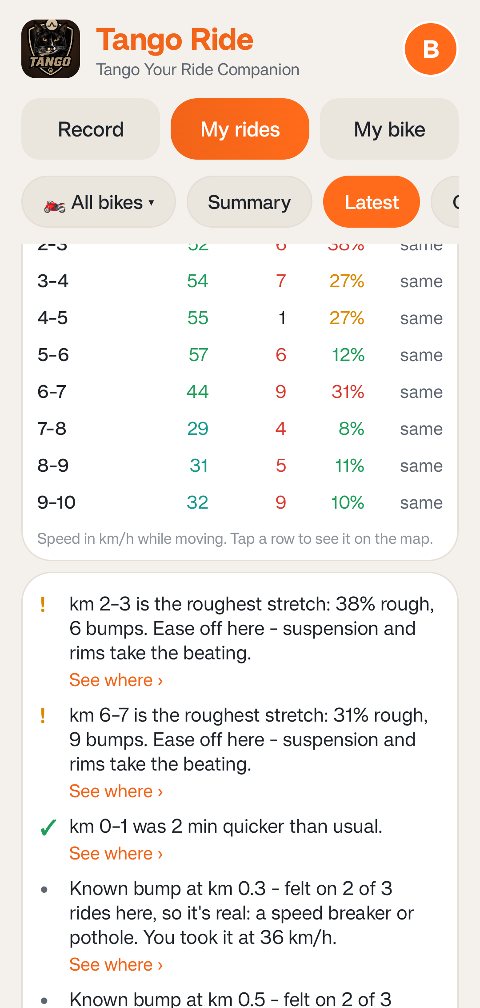 TANGO
Tango Ride
Tango Your Ride Companion
B
Record
My rides
My bike
All bikes ▾
Summary
Latest
2–3 52 6 38% same
3–4 54 7 27% same
4–5 55 1 27% same
5–6 57 6 12% same
6–7 44 9 31% same
7–8 29 4 8% same
8–9 31 5 11% same
9–10 32 9 10% same
Speed in km/h while moving. Tap a row to see it on the map.
! km 2–3 is the roughest stretch: 38% rough,
6 bumps. Ease off here - suspension and
rims take the beating.
See where ›
! km 6–7 is the roughest stretch: 31% rough,
9 bumps. Ease off here - suspension and
rims take the beating.
See where ›
✓ km 0–1 was 2 min quicker than usual.
See where ›
• Known bump at km 0.3 - felt on 2 of 3
rides here, so it's real: a speed breaker or
pothole. You took it at 36 km/h.
See where ›
• Known bump at km 0.5 - felt on 2 of 3